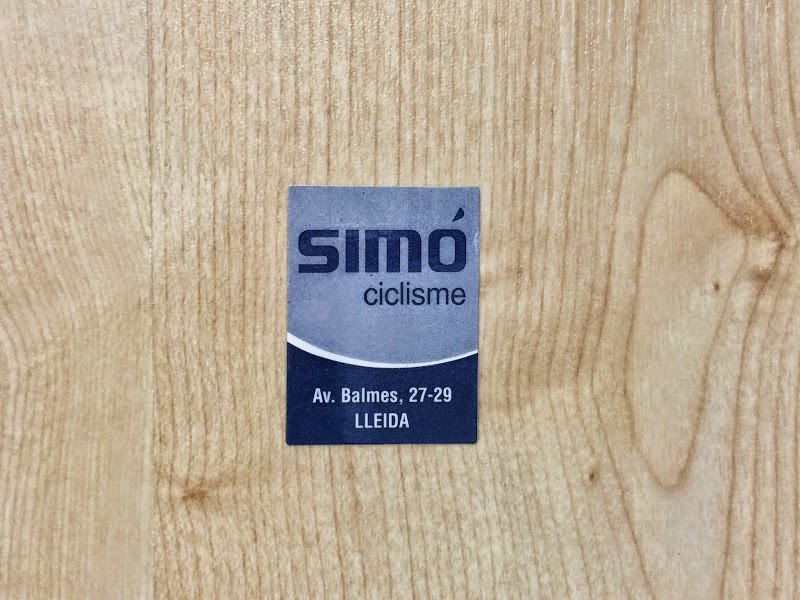 SIMÓ
ciclisme
Av. Balmes, 27-29
LLEIDA